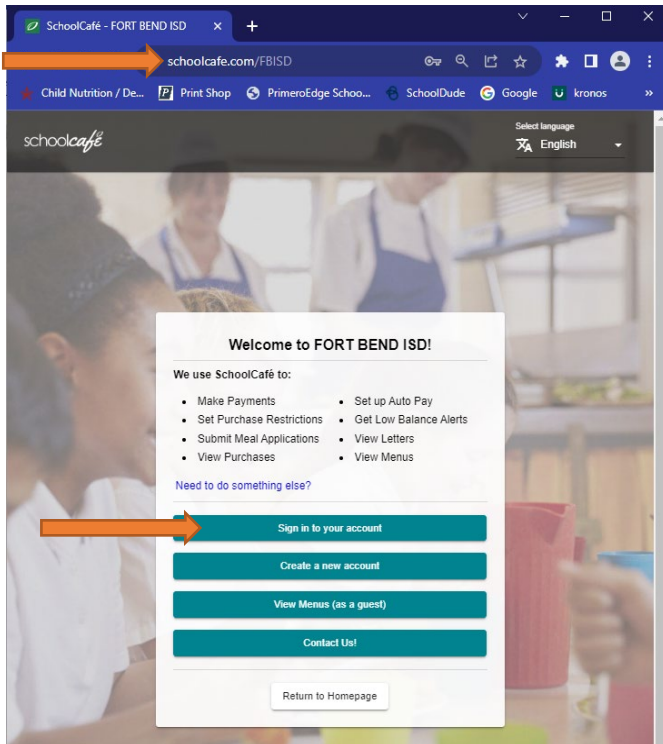 SchoolCafé - FORT BEND ISD
schoolcafe.com/FBISD
Child Nutrition / De... Print Shop PrimeroEdge Schoo... SchoolDude Google kronos »
schoolcafé
Select language
English
Welcome to FORT BEND ISD!
We use SchoolCafé to:
• Make Payments
• Set Purchase Restrictions
• Submit Meal Applications
• View Purchases
• Set up Auto Pay
• Get Low Balance Alerts
• View Letters
• View Menus
Need to do something else?
Sign in to your account
Create a new account
View Menus (as a guest)
Contact Us!
Return to Homepage